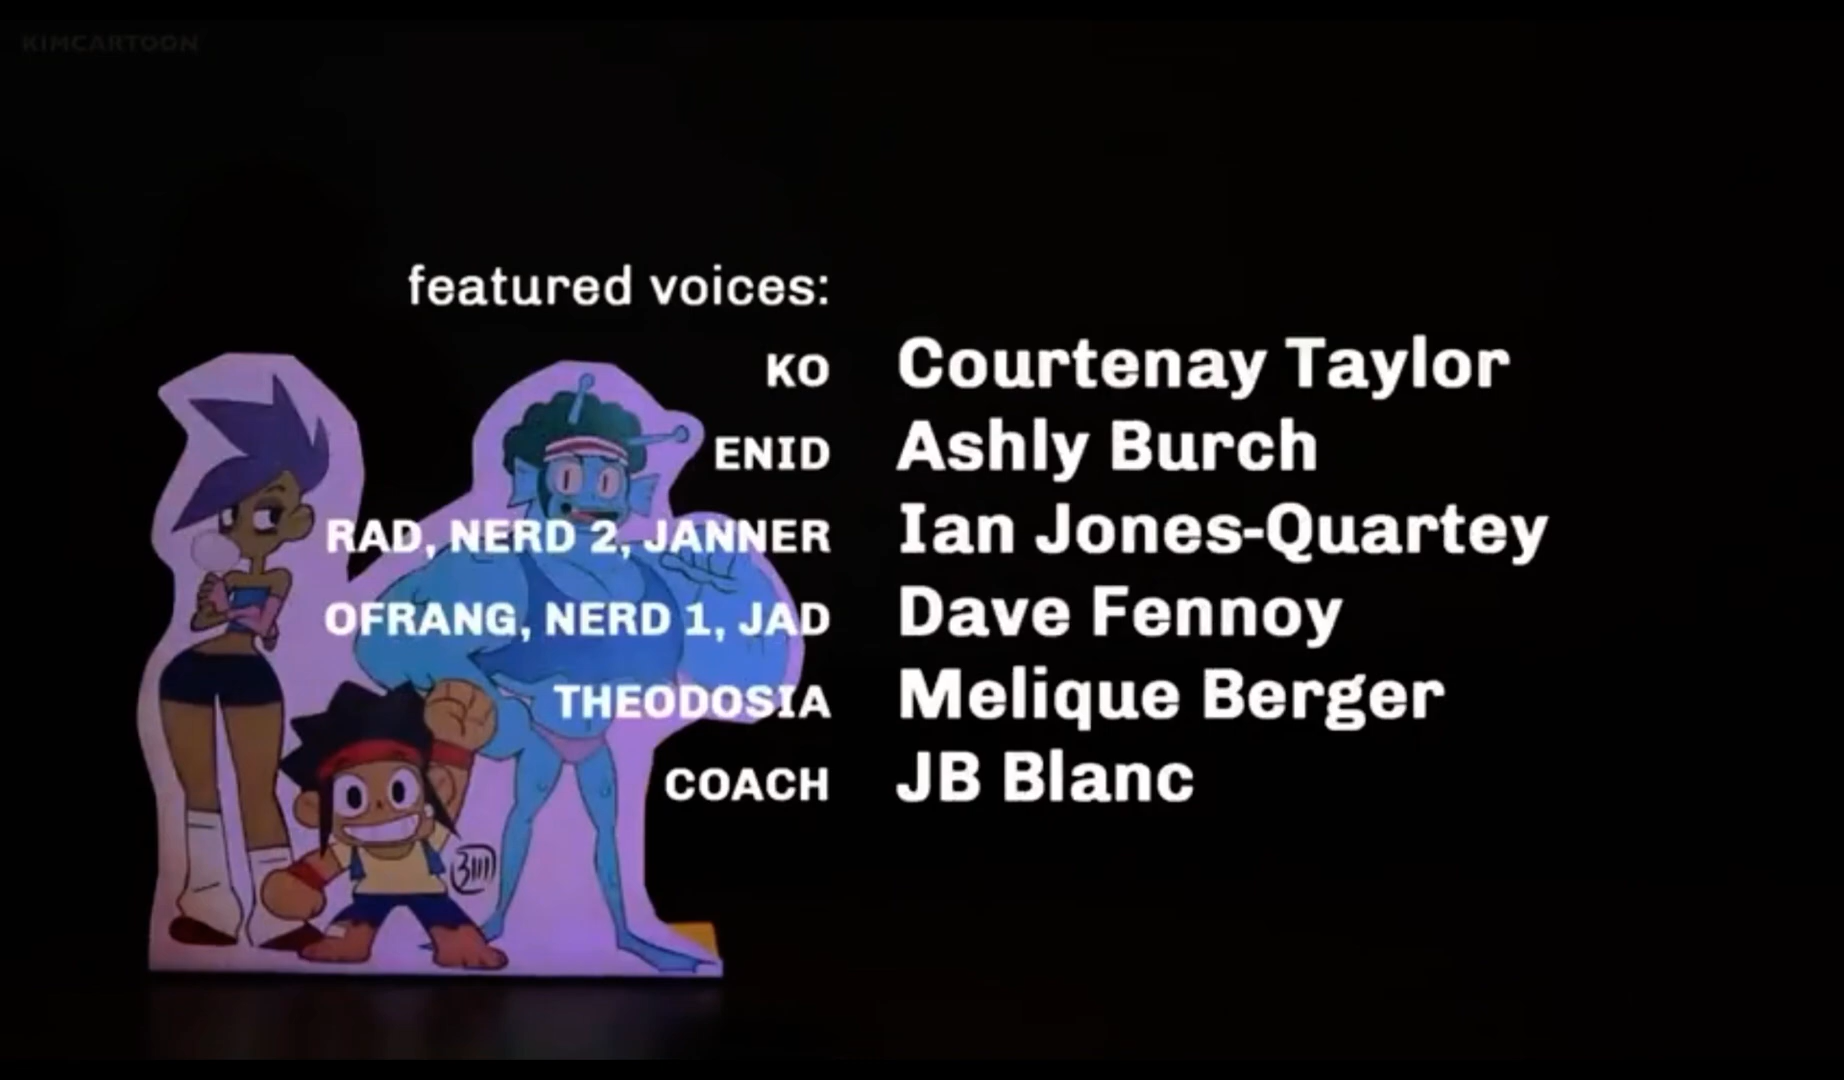 KIMCARTOON
featured voices:
KO Courtenay Taylor
ENID Ashly Burch
RAD, NERD 2, JANNER Ian Jones-Quartey
OFRANG, NERD 1, JAD Dave Fennoy
THEODOSIA Melique Berger
COACH JB Blanc